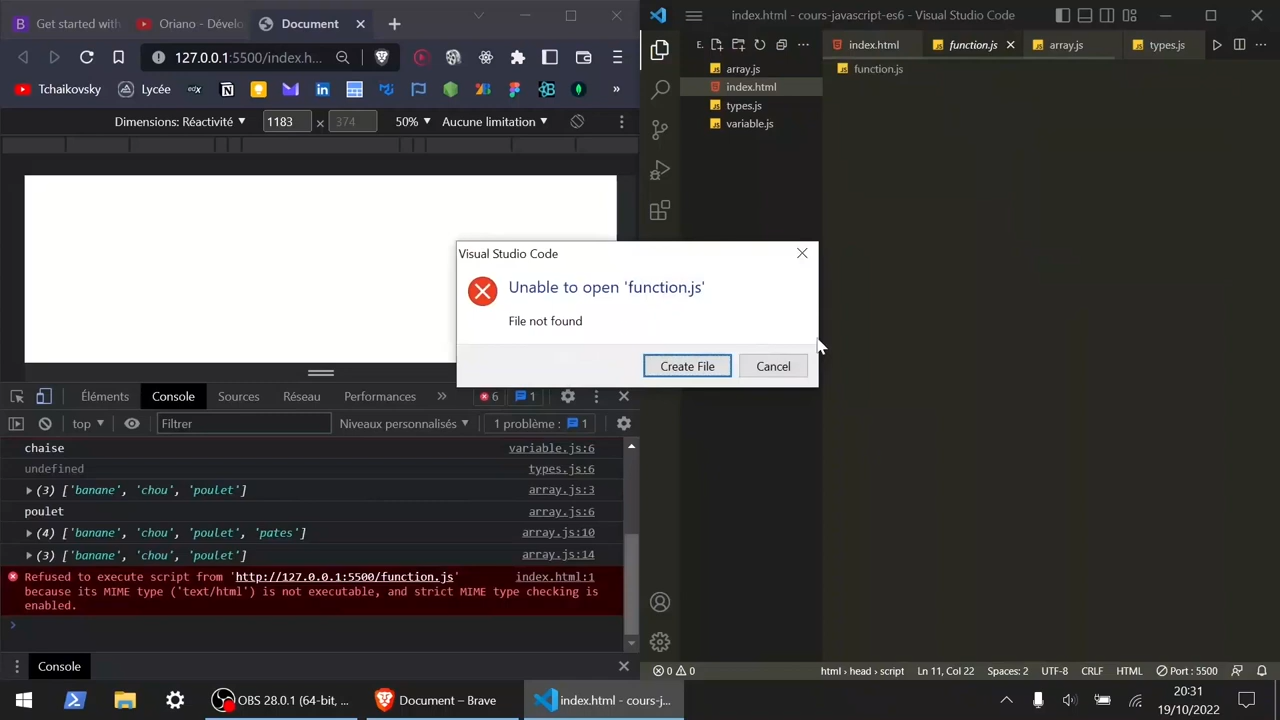 Get started with
Oriano - Dévelo
Document
127.0.0.1:5500/index.h...
Tchaikóvsky
Lycée
in
»
Dimensions: Réactivité
1183
×
374
50%
Aucune limitation
index.html - cours-javascript-es6 - Visual Studio Code
E.
array.js
index.html
types.js
variable.js
index.html
function.js
array.js
types.js
function.js
Visual Studio Code
Unable to open 'function.js'
File not found
Create File
Cancel
Éléments
Console
Sources
Réseau
Performances
»
6
1
top
Filtrer
Niveaux personnalisés
1 problème :
1
chaise
variable.js:6
undefined
types.js:6
(3) ['banane', 'chou', 'poulet']
array.js:3
poulet
array.js:6
(4) ['banane', 'chou', 'poulet', 'pates']
array.js:10
(3) ['banane', 'chou', 'poulet']
array.js:14
Refused to execute script from 'http://127.0.0.1:5500/function.js'
index.html:1
because its MIME type ('text/html') is not executable, and strict MIME type checking is
enabled.
Console
0
0
html › head › script
Ln 11, Col 22
Spaces: 2
UTF-8
CRLF
HTML
Port : 5500
OBS 28.0.1 (64-bit, ...
Document – Brave
index.html - cours-j...
20:31
19/10/2022